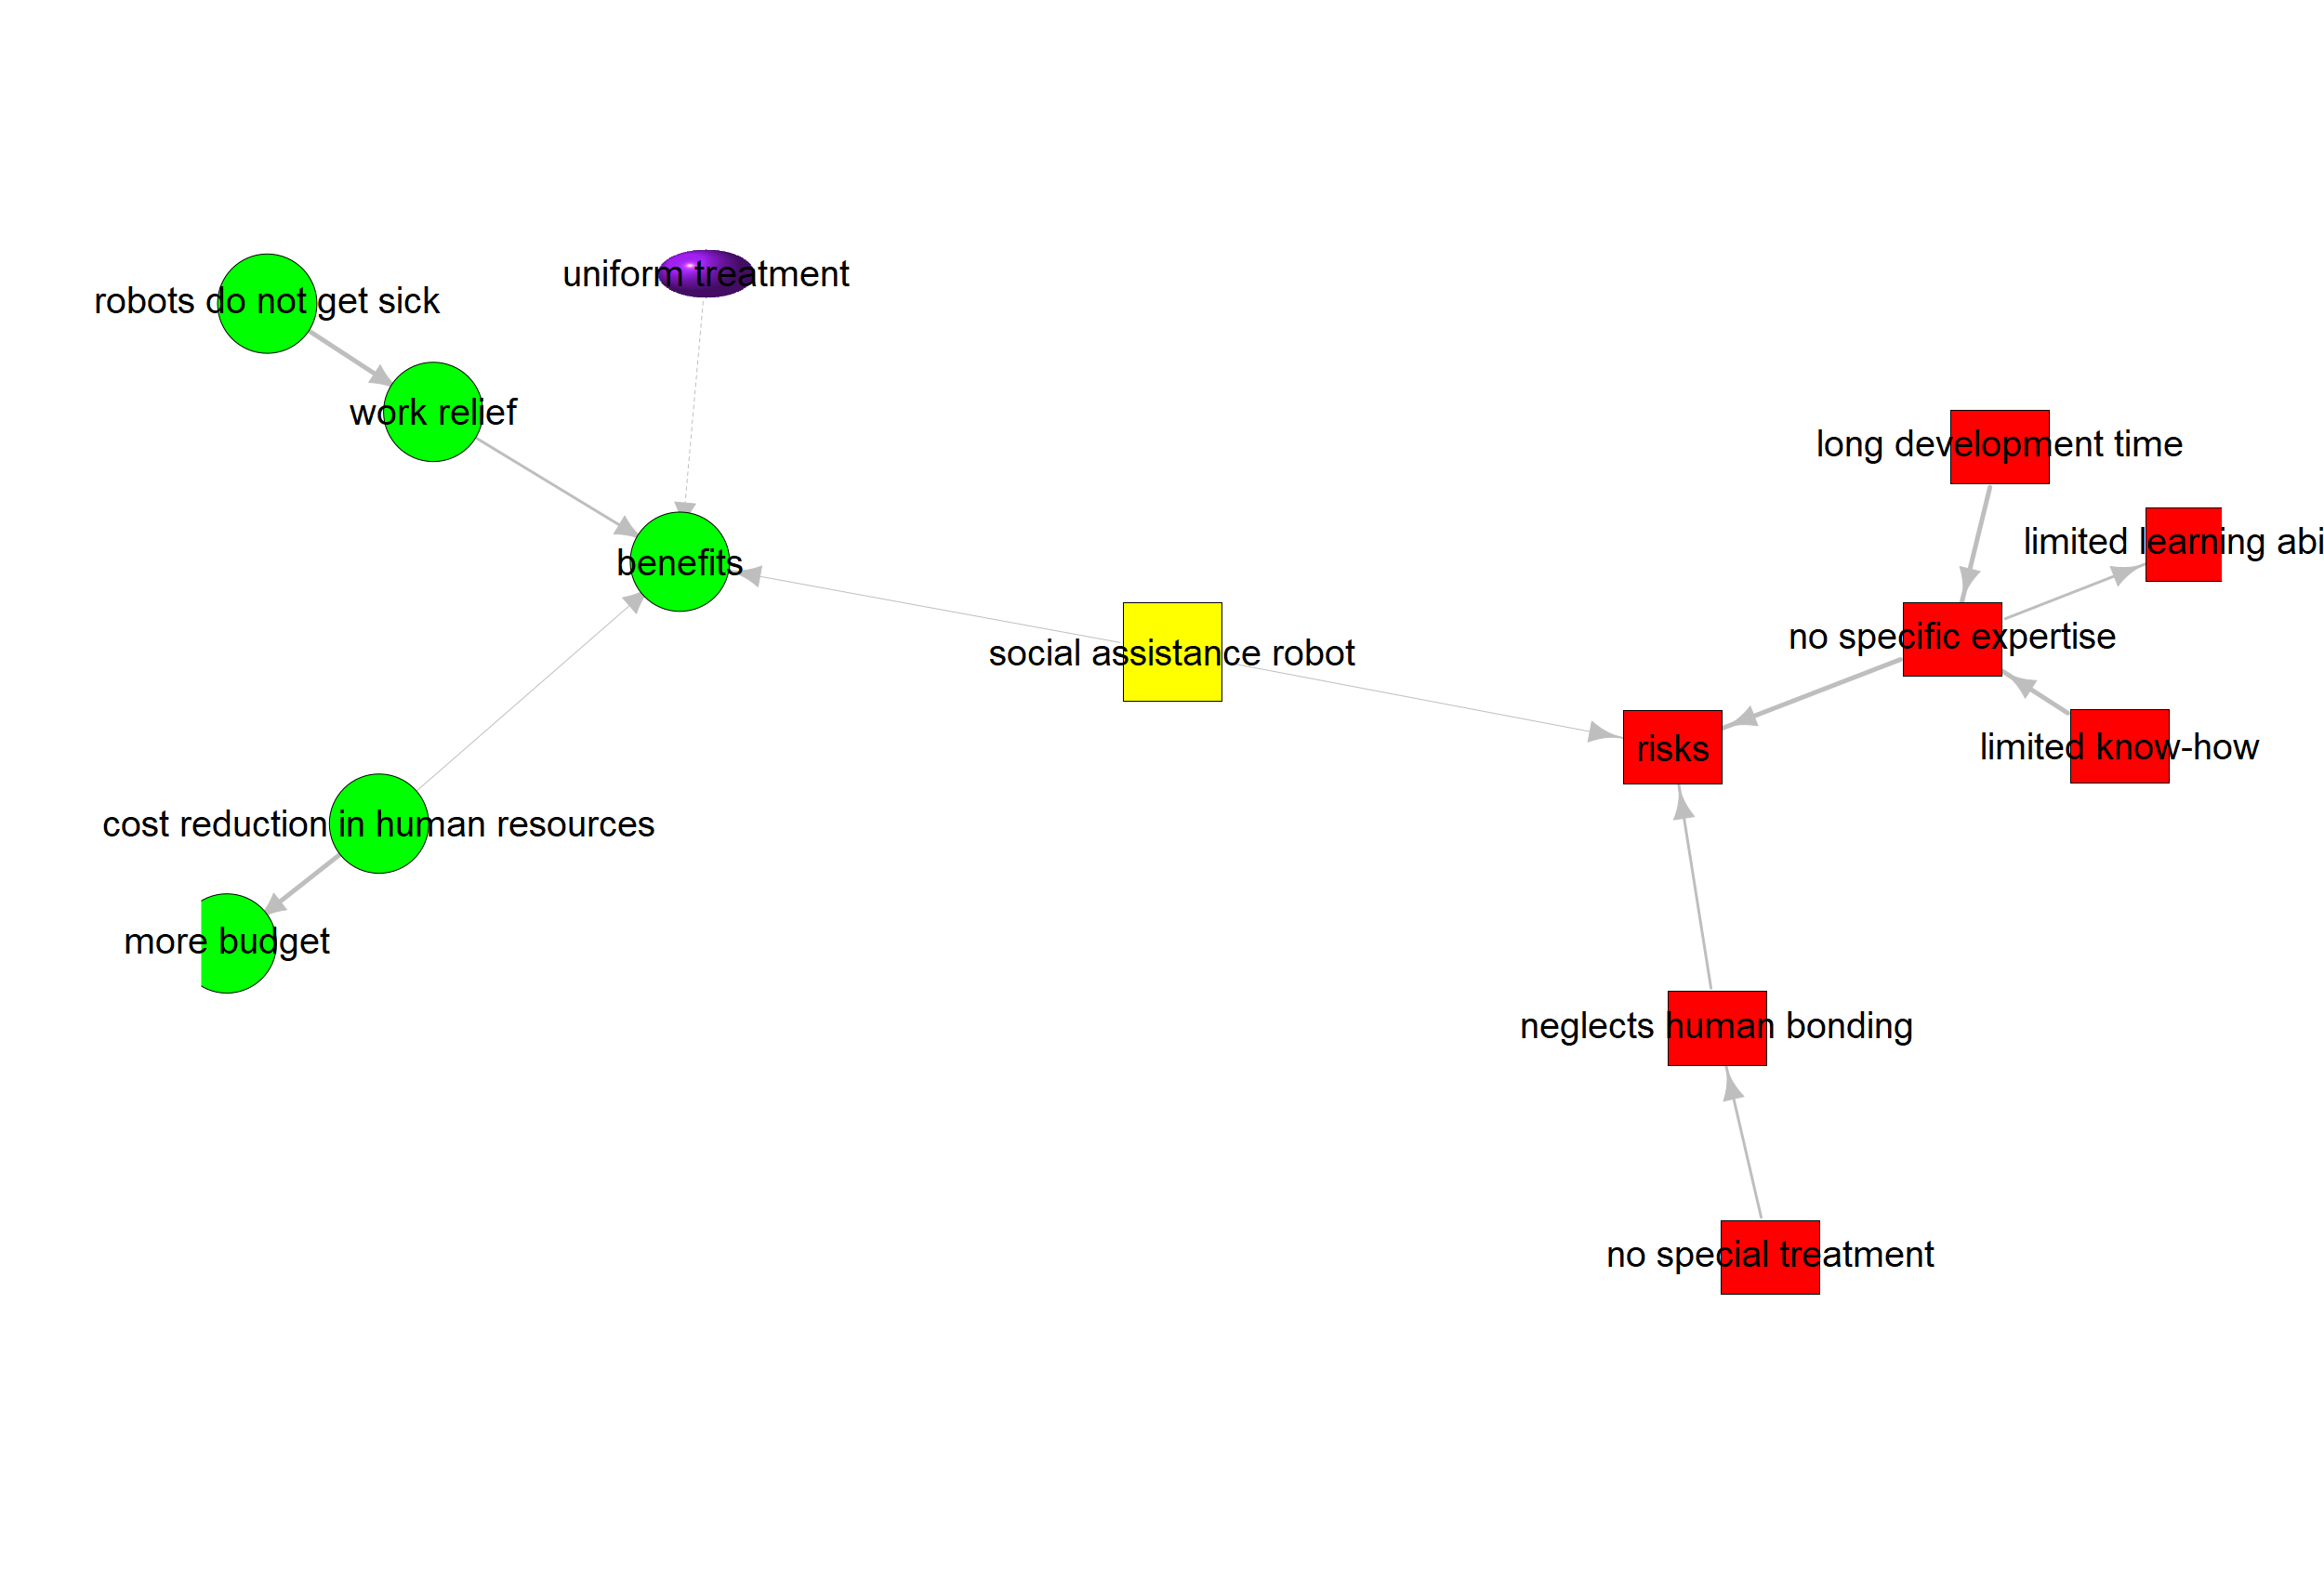 uniform treatment
robots do not get sick
work relief
long development time
limited learning abi
benefits
no specific expertise
social assistance robot
limited know-how
risks
cost reduction in human resources
more budget
neglects human bonding
no special treatment